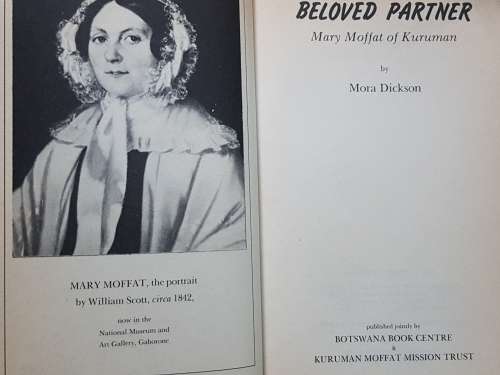 MARY MOFFAT, the portrait
by William Scott, circa 1842,
now in the
National Museum and
Art Gallery, Gaborone
BELOVED PARTNER
Mary Moffat of Kuruman
by
Mora Dickson
published jointly by
BOTSWANA BOOK CENTRE
&
KURUMAN MOFFAT MISSION TRUST